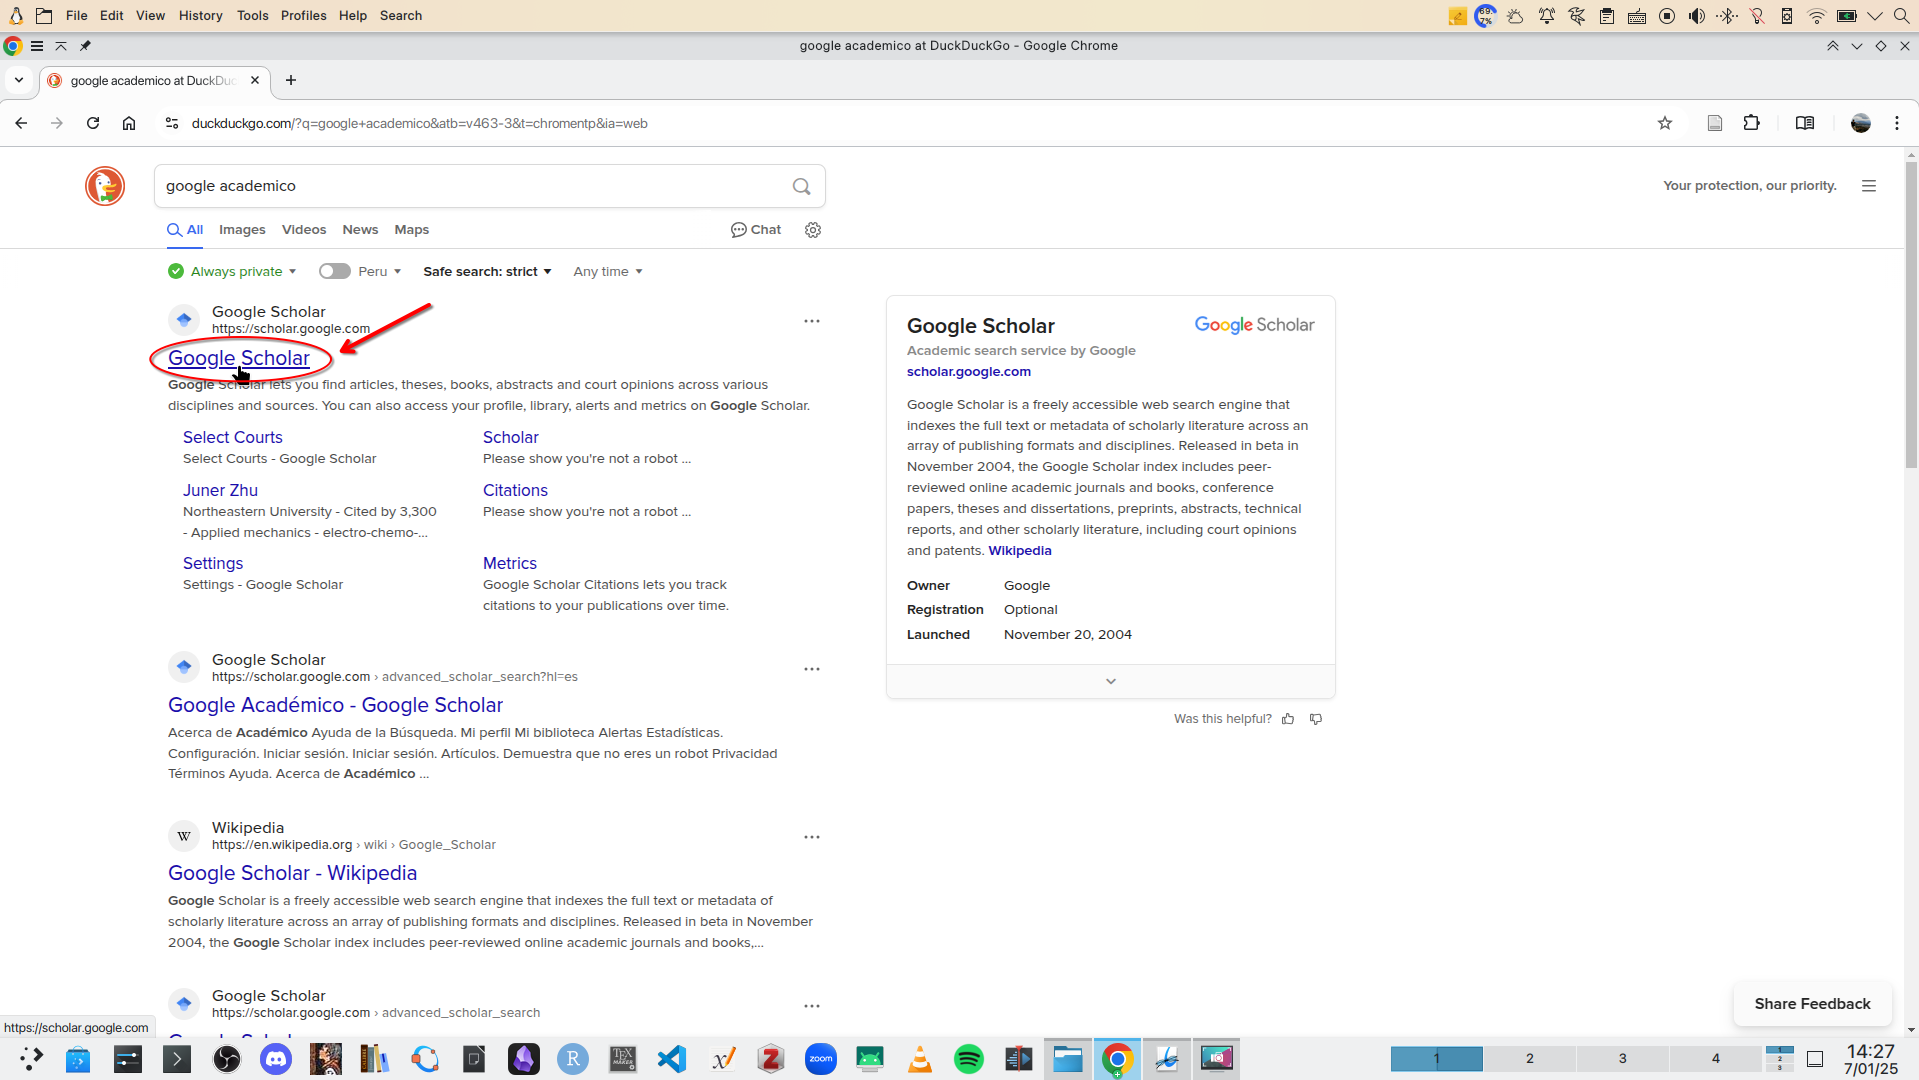 File Edit View History Tools Profiles Help Search
google academico at DuckDuckGo - Google Chrome
google academico at DuckDuc
duckduckgo.com/?q=google+academico&atb=v463-3&t=chromentp&ia=web
google academico
Your protection, our priority.
All Images Videos News Maps Chat
Always private Peru Safe search: strict Any time
Google Scholar
https://scholar.google.com
Google Scholar
Google Scholar lets you find articles, theses, books, abstracts and court opinions across various
disciplines and sources. You can also access your profile, library, alerts and metrics on Google Scholar.
Select Courts
Select Courts - Google Scholar
Scholar
Please show you're not a robot ...
Juner Zhu
Northeastern University - Cited by 3,300
- Applied mechanics - electro-chemo-...
Citations
Please show you're not a robot ...
Settings
Settings - Google Scholar
Metrics
Google Scholar Citations lets you track
citations to your publications over time.
Google Scholar
https://scholar.google.com › advanced_scholar_search?hl=es
Google Académico - Google Scholar
Acerca de Académico Ayuda de la Búsqueda. Mi perfil Mi biblioteca Alertas Estadísticas.
Configuración. Iniciar sesión. Iniciar sesión. Artículos. Demuestra que no eres un robot Privacidad
Términos Ayuda. Acerca de Académico ...
W
Wikipedia
https://en.wikipedia.org › wiki › Google_Scholar
Google Scholar - Wikipedia
Google Scholar is a freely accessible web search engine that indexes the full text or metadata of
scholarly literature across an array of publishing formats and disciplines. Released in beta in November
2004, the Google Scholar index includes peer-reviewed online academic journals and books,...
Google Scholar
https://scholar.google.com › advanced_scholar_search
Google Scholar
Google Scholar
Academic search service by Google
scholar.google.com
Google Scholar is a freely accessible web search engine that
indexes the full text or metadata of scholarly literature across an
array of publishing formats and disciplines. Released in beta in
November 2004, the Google Scholar index includes peer-
reviewed online academic journals and books, conference
papers, theses and dissertations, preprints, abstracts, technical
reports, and other scholarly literature, including court opinions
and patents. Wikipedia
Owner Google
Registration Optional
Launched November 20, 2004
Was this helpful?
Share Feedback
https://scholar.google.com
R
TEX
MAKER
zoom
1 2 3 4
1
2
3
14:27
7/01/25